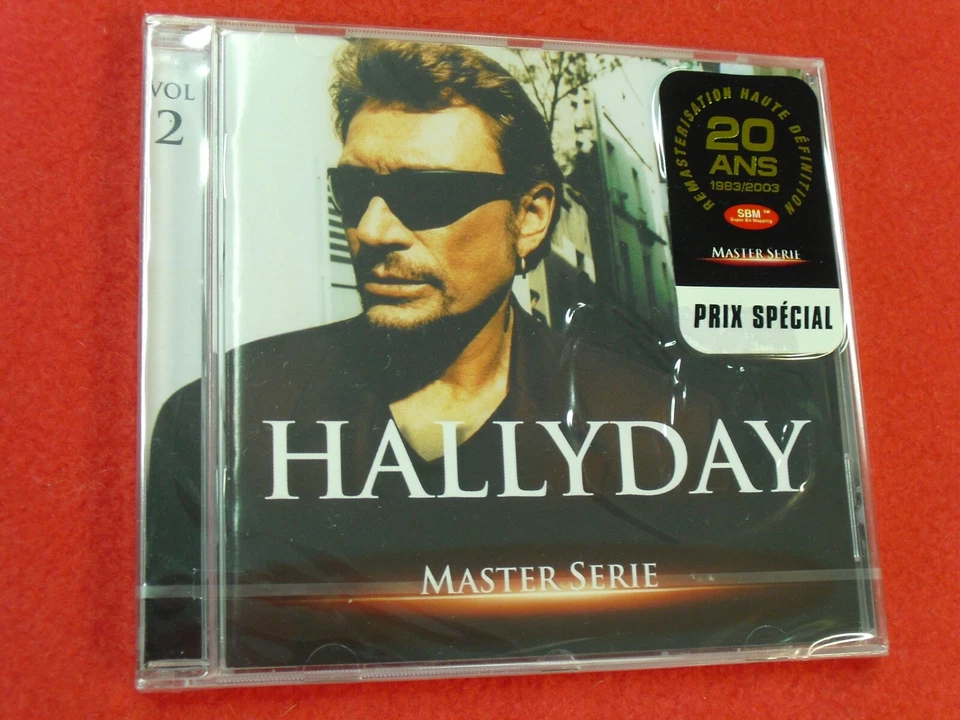 VOL
2
REMASTERISATION HAUTE DÉFINITION
20
ANS
1983/2003
SBM™
Super Bit Mapping
MASTER SERIE
PRIX SPÉCIAL
HALLYDAY
MASTER SERIE